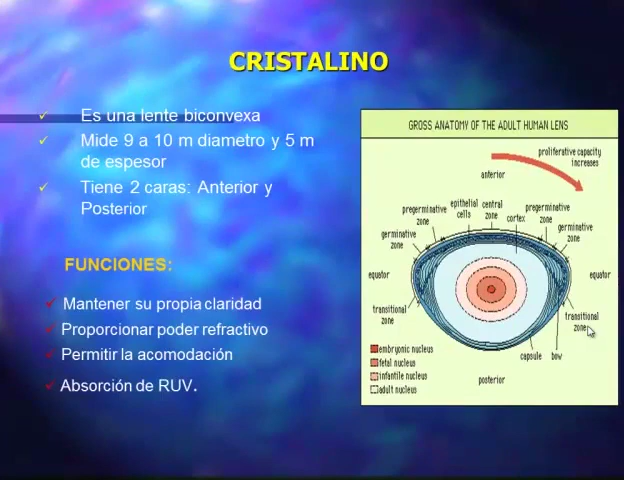 CRISTALINO
Es una lente biconvexa
Mide 9 a 10 m diametro y 5 m
de espesor
Tiene 2 caras: Anterior y
Posterior
FUNCIONES:
Mantener su propia claridad
Proporcionar poder refractivo
Permitir la acomodación
Absorción de RUV.
GROSS ANATOMY OF THE ADULT HUMAN LENS
proliferative capacity
increases
anterior
pregerminative
zone
epithelial
cells
central
zone
cortex
pregerminative
zone
germinative
zone
germinative
zone
equator
equator
transitional
zone
transitional
zone
capsule
bow
posterior
embryonic nucleus
fetal nucleus
infantile nucleus
adult nucleus